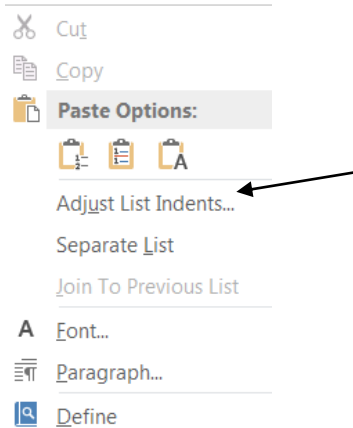 Cut
Copy
Paste Options:
Adjust List Indents...
Separate List
Join To Previous List
A Font...
Paragraph...
Define